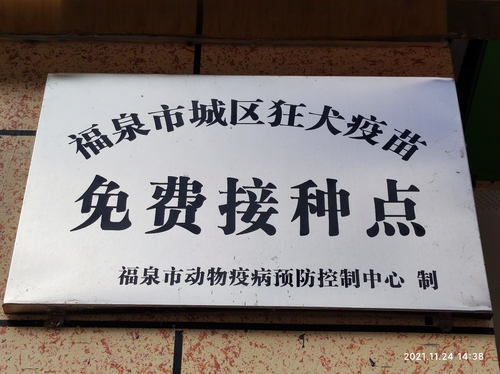 福泉市城区狂犬疫苗
免费接种点
福泉市动物疫病预防控制中心 制
2021.11.24 14:38